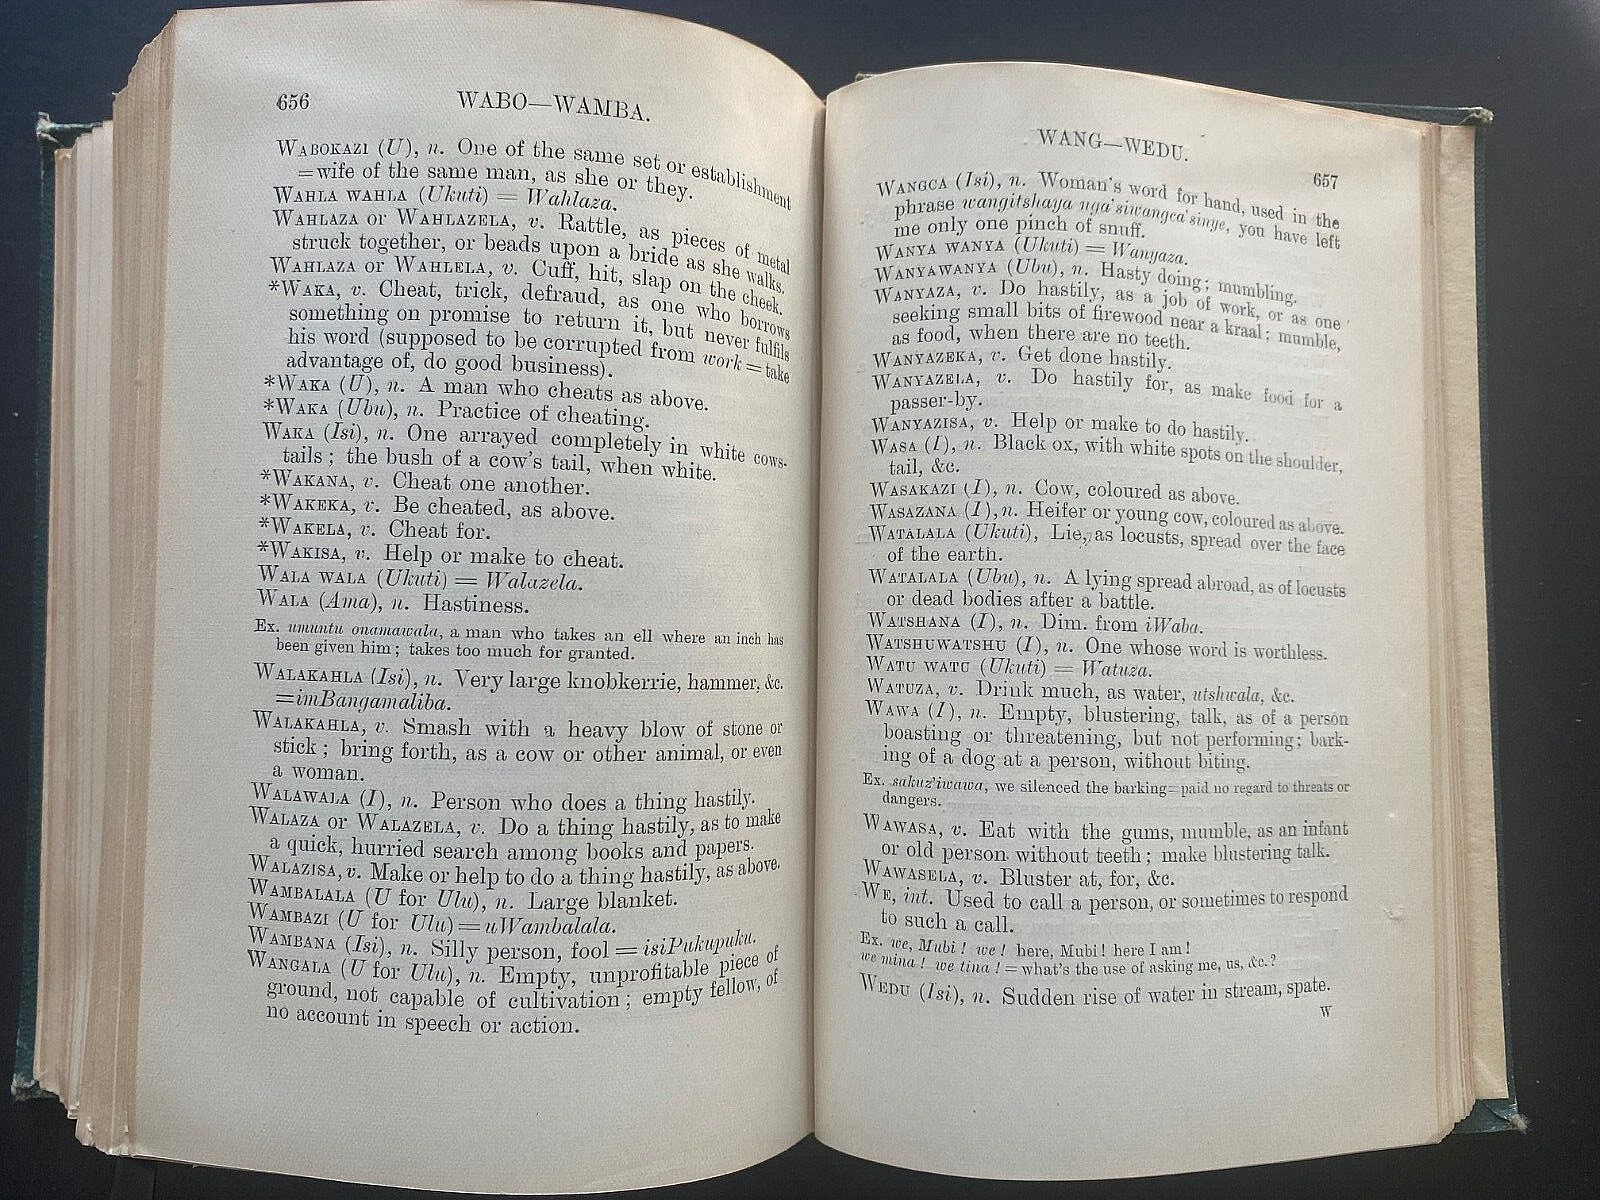 656
WABO—WAMBA.
WABOKAZI (U), n. One of the same set or establishment
=wife of the same man, as she or they.
WAHLA WAHLA (Ukuti) = Wahlaza.
WAHLAZA or WAHLAZELA, v. Rattle, as pieces of metal
struck together, or beads upon a bride as she walks.
WAHLAZA or WAHLELA, v. Cuff, hit, slap on the cheek.
*WAKA, v. Cheat, trick, defraud, as one who borrows
something on promise to return it, but never fulfils
his word (supposed to be corrupted from work=take
advantage of, do good business).
*WAKA (U), n. A man who cheats as above.
*WAKA (Ubu), n. Practice of cheating.
WAKA (Isi), n. One arrayed completely in white cows-
tails; the bush of a cow's tail, when white.
*WAKANA, v. Cheat one another.
*WAKEKA, v. Be cheated, as above.
*WAKELA, v. Cheat for.
*WAKISA, v. Help or make to cheat.
WALA WALA (Ukuti) = Walazela.
WALA (Ama), n. Hastiness.
Ex. umuntu onamawala, a man who takes an ell where an inch has
been given him; takes too much for granted.
WALAKAHLA (Isi), n. Very large knobkerrie, hammer, &c.
=imBangamaliba.
WALAKAHLA, v. Smash with a heavy blow of stone or
stick; bring forth, as a cow or other animal, or even
a woman.
WALAWALA (I), n. Person who does a thing hastily.
WALAZA or WALAZELA, v. Do a thing hastily, as to make
a quick, hurried search among books and papers.
WALAZISA, v. Make or help to do a thing hastily, as above.
WAMBALALA (U for Ulu), n. Large blanket.
WAMBAZI (U for Ulu)=uWambalala.
WAMBANA (Isi), n. Silly person, fool = isiPukupuku.
WANGALA (U for Ulu), n. Empty, unprofitable piece of
ground, not capable of cultivation; empty fellow, of
no account in speech or action.
WANG—WEDU.
657
WANGCA (Isi), n. Woman's word for hand, used in the
phrase wangitshaya nga'siwangca'sinye, you have left
me only one pinch of snuff.
WANYA WANYA (Ukuti) = Wanyaza.
WANYAWANYA (Ubu), n. Hasty doing; mumbling.
WANYAZA, v. Do hastily, as a job of work, or as one
seeking small bits of firewood near a kraal; mumble,
as food, when there are no teeth.
WANYAZEKA, v. Get done hastily.
WANYAZELA, v. Do hastily for, as make food for a
passer-by.
WANYAZISA, v. Help or make to do hastily.
WASA (I), n. Black ox, with white spots on the shoulder,
tail, &c.
WASAKAZI (I), n. Cow, coloured as above.
WASAZANA (I), n. Heifer or young cow, coloured as above.
WATALALA (Ukuti), Lie, as locusts, spread over the face
of the earth.
WATALALA (Ubu), n. A lying spread abroad, as of locusts
or dead bodies after a battle.
WATSHANA (I), n. Dim. from iWaba.
WATSHUWATSHU (I), n. One whose word is worthless.
WATU WATU (Ukuti) = Watuza.
WATUZA, v. Drink much, as water, utshwala, &c.
WAWA (I), n. Empty, blustering, talk, as of a person
boasting or threatening, but not performing; bark-
ing of a dog at a person, without biting.
Ex. sakuz'iwawa, we silenced the barking=paid no regard to threats or
dangers.
WAWASA, v. Eat with the gums, mumble, as an infant
or old person without teeth; make blustering talk.
WAWASELA, v. Bluster at, for, &c.
WE, int. Used to call a person, or sometimes to respond
to such a call.
Ex. we, Mubi! we! here, Mubi! here I am!
we mina! we tina!=what's the use of asking me, us, &c.?
WEDU (Isi), n. Sudden rise of water in stream, spate.
W